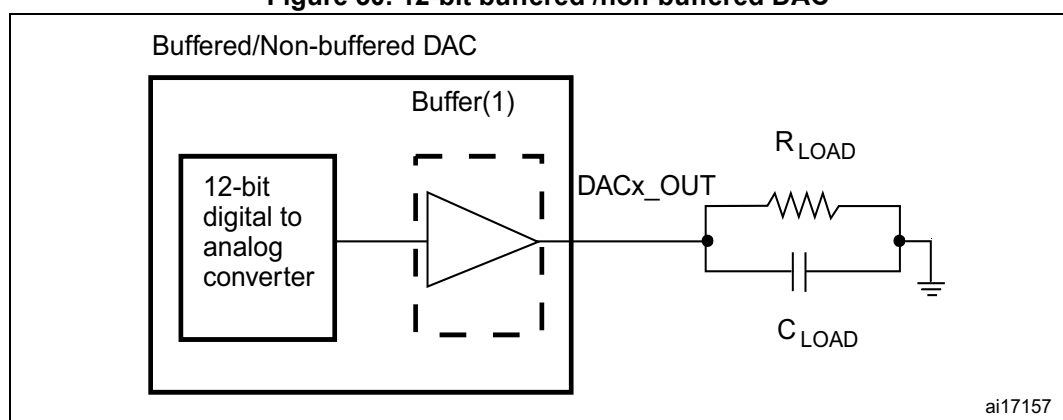 Figure 12-bit buffered /non-buffered DAC
Buffered/Non-buffered DAC
Buffer(1)
12-bit
digital to
analog
converter
DACx_OUT
R LOAD
C LOAD
ai17157